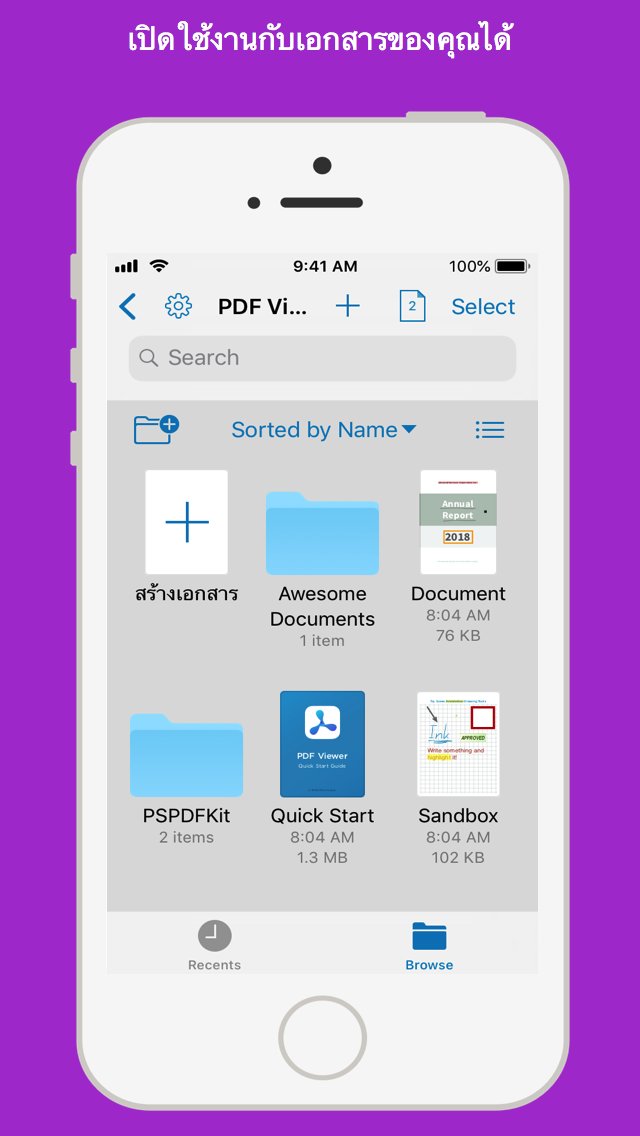 เปิดใช้งานกับเอกสารของคุณได้
9:41 AM
100%
PDF Vi...
2
Select
Search
Sorted by Name
สร้างเอกสาร
Awesome
Documents
1 item
Annual
Report
2018
Document
8:04 AM
76 KB
PSPDFKit
2 items
PDF Viewer
Quick Start Guide
Quick Start
8:04 AM
1.3 MB
Ink
APPROVED
Write something and
highlight it!
Sandbox
8:04 AM
102 KB
Recents
Browse